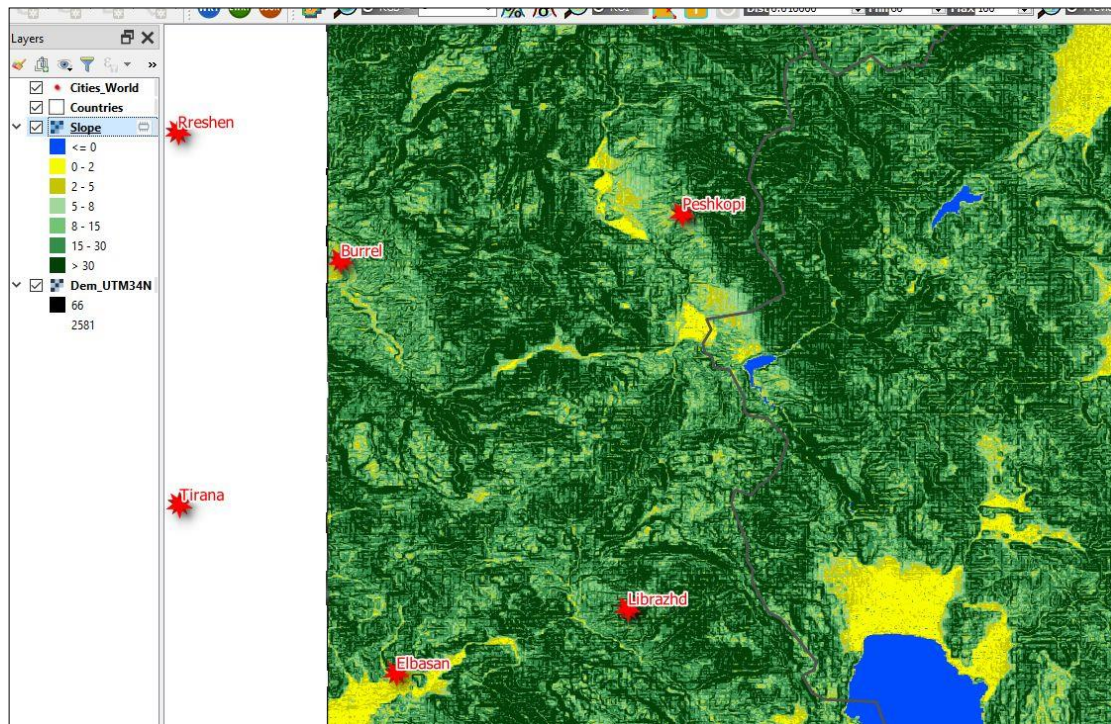 Layers
Cities_World
Countries
Slope
<= 0
0 - 2
2 - 5
5 - 8
8 - 15
15 - 30
> 30
Dem_UTM34N
66
2581
Rreshen
Peshkopi
Burrel
Tirana
Librazhd
Elbasan